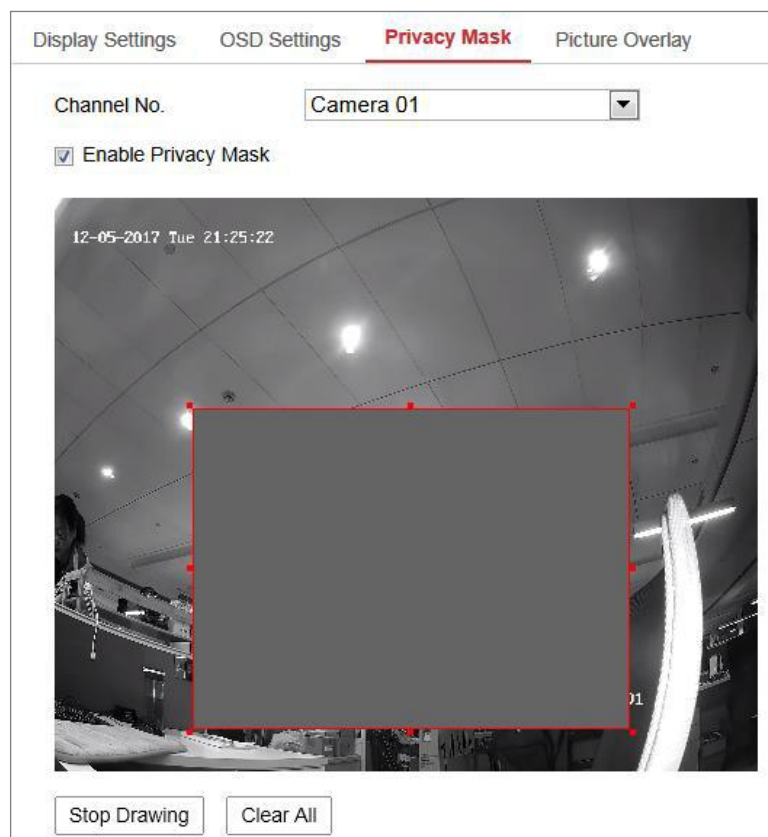 Display Settings OSD Settings Privacy Mask Picture Overlay
Channel No. Camera 01
Enable Privacy Mask
12-05-2017 Tue 21:25:22
01
Stop Drawing Clear All